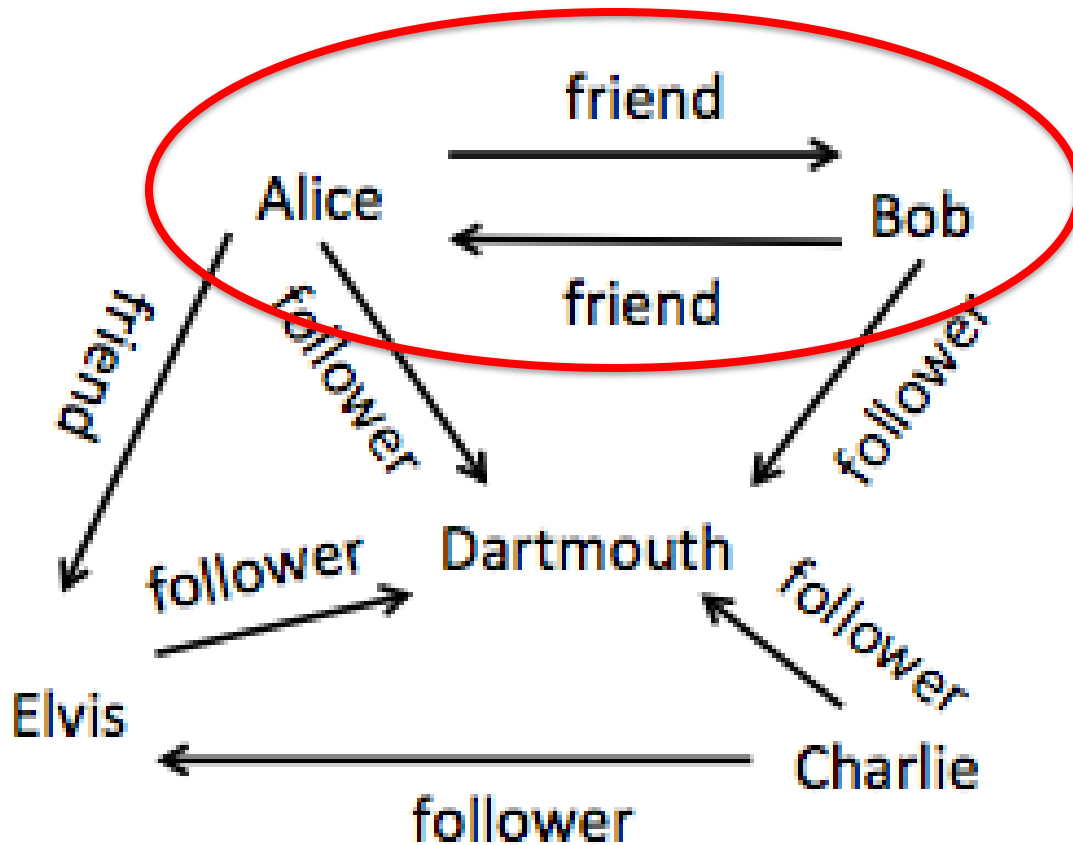 friend
Alice
Bob
friend
friend
follower
follower
Dartmouth
follower
follower
Elvis
Charlie
follower